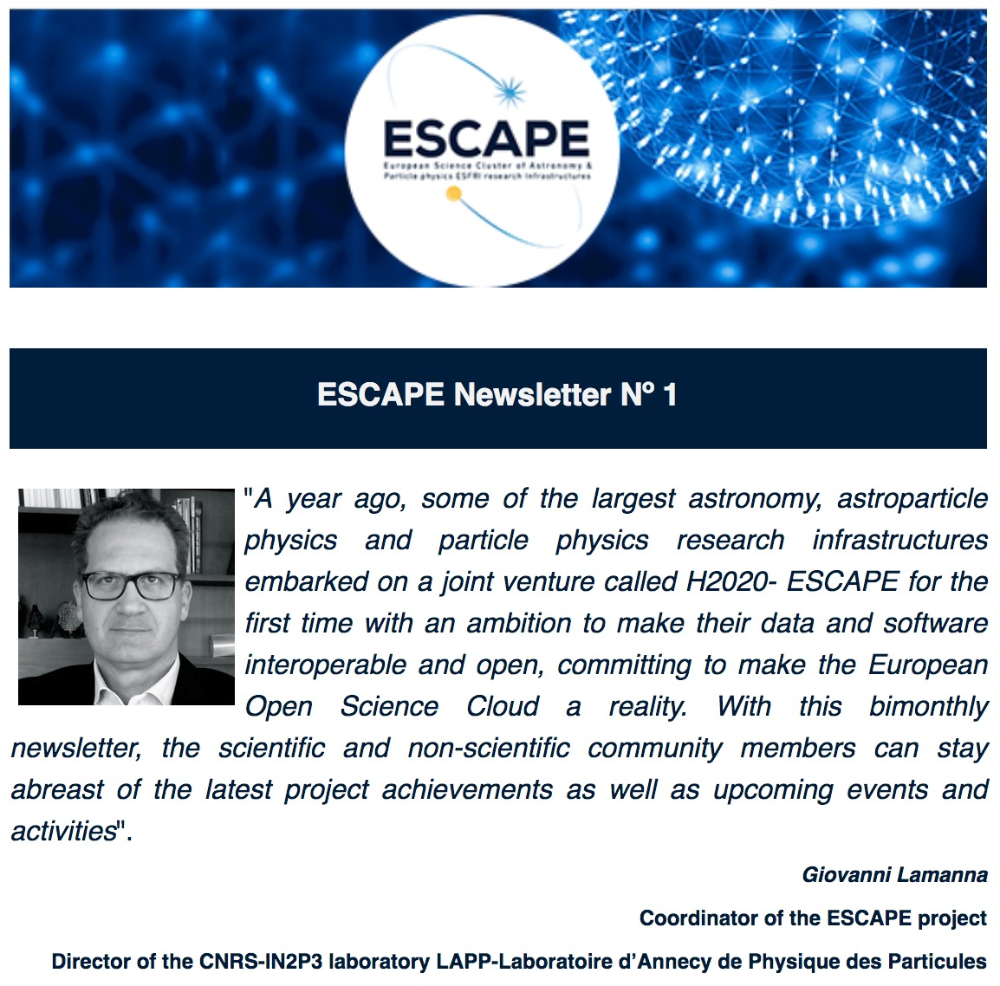 ESCAPE
European Science Cluster of Astronomy &
Particle physics ESFRI research Infrastructures
ESCAPE Newsletter Nº 1
"A year ago, some of the largest astronomy, astroparticle
physics and particle physics research infrastructures
embarked on a joint venture called H2020- ESCAPE for the
first time with an ambition to make their data and software
interoperable and open, committing to make the European
Open Science Cloud a reality. With this bimonthly
newsletter, the scientific and non-scientific community members can stay
abreast of the latest project achievements as well as upcoming events and
activities".
Giovanni Lamanna
Coordinator of the ESCAPE project
Director of the CNRS-IN2P3 laboratory LAPP-Laboratoire d’Annecy de Physique des Particules